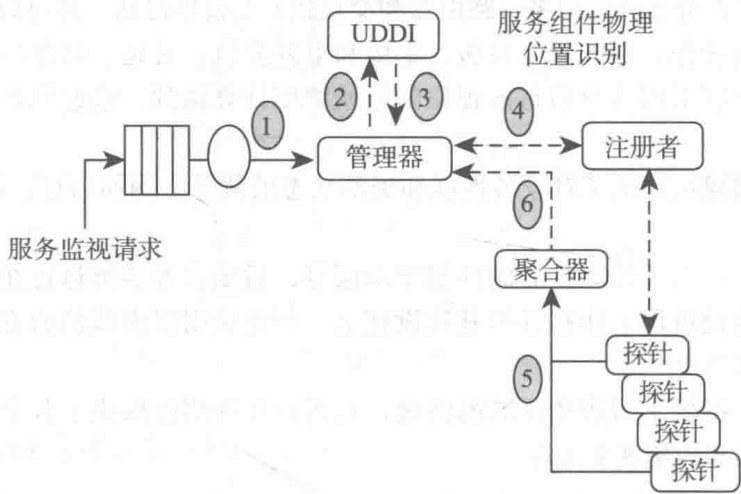 UDDI
服务组件物理
位置识别
①
②
③
④
管理器
注册者
服务监视请求
⑥
聚合器
⑤
探针
探针
探针
探针